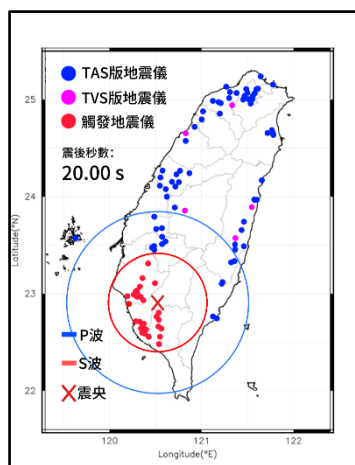 TAS版地震儀
TVS版地震儀
觸發地震儀
震後秒數:
20.00 s
P波
S波
震央
25
24
23
22
120
121
122
Latitude(°N)
Longitude(°E)